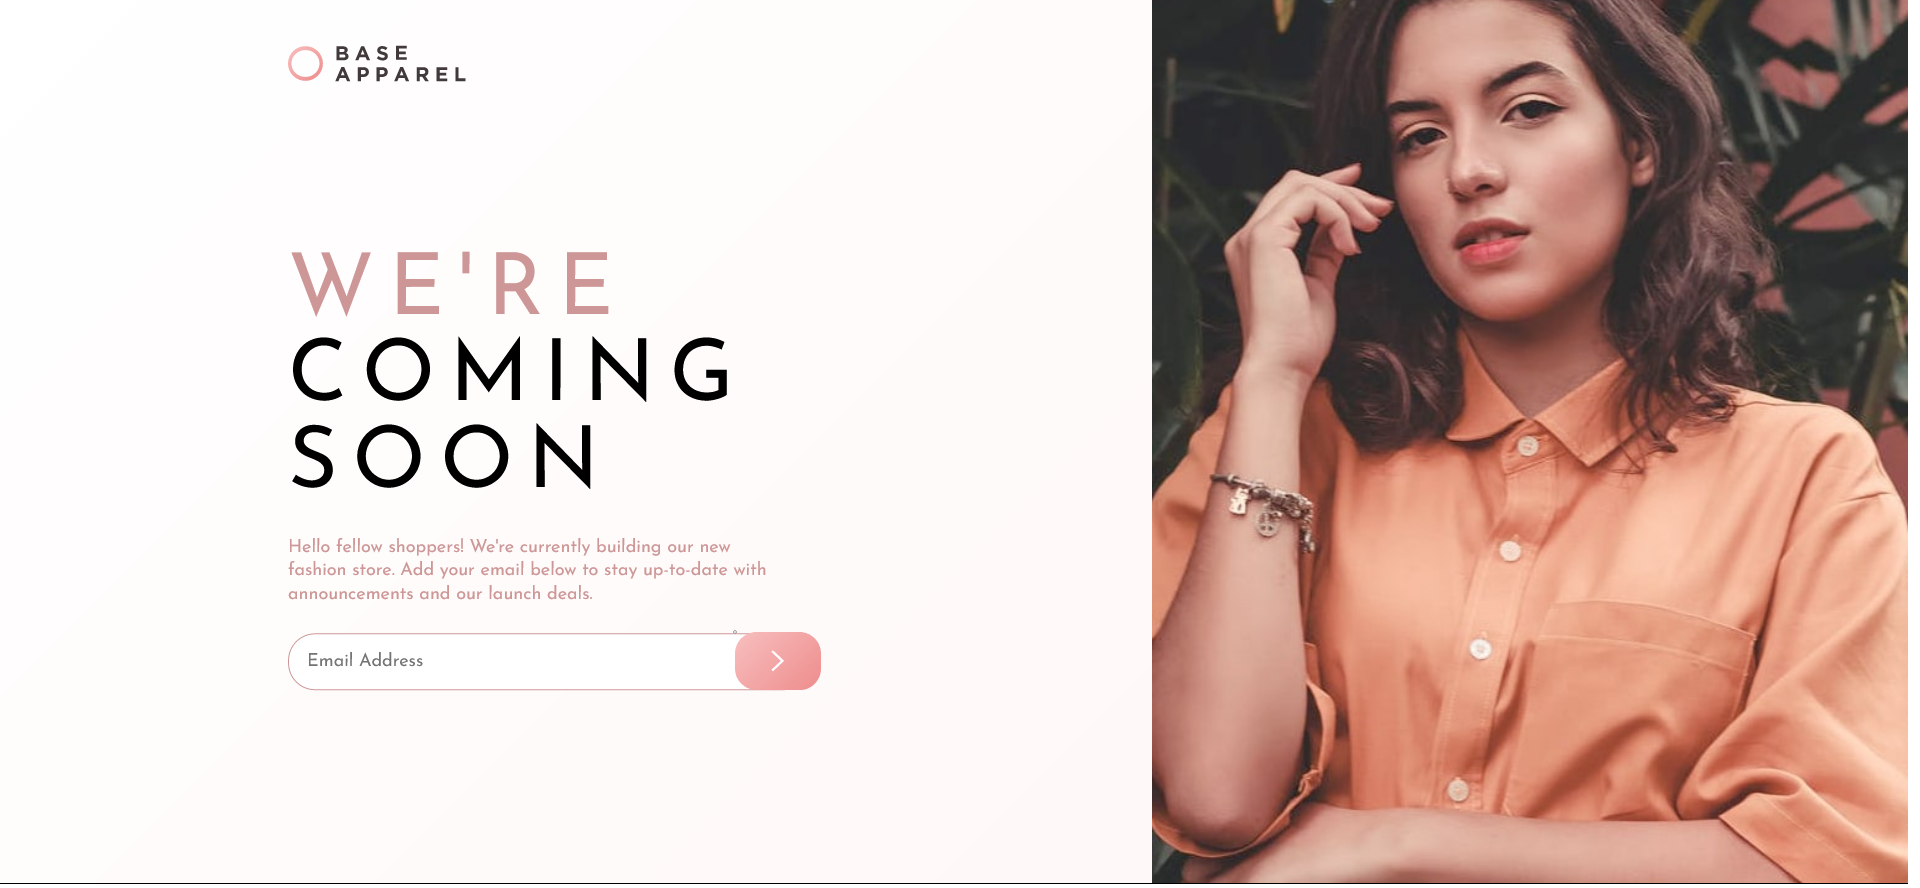 BASE
APPAREL
WE'RE
COMING
SOON
Hello fellow shoppers! We're currently building our new
fashion store. Add your email below to stay up-to-date with
announcements and our launch deals.
Email Address